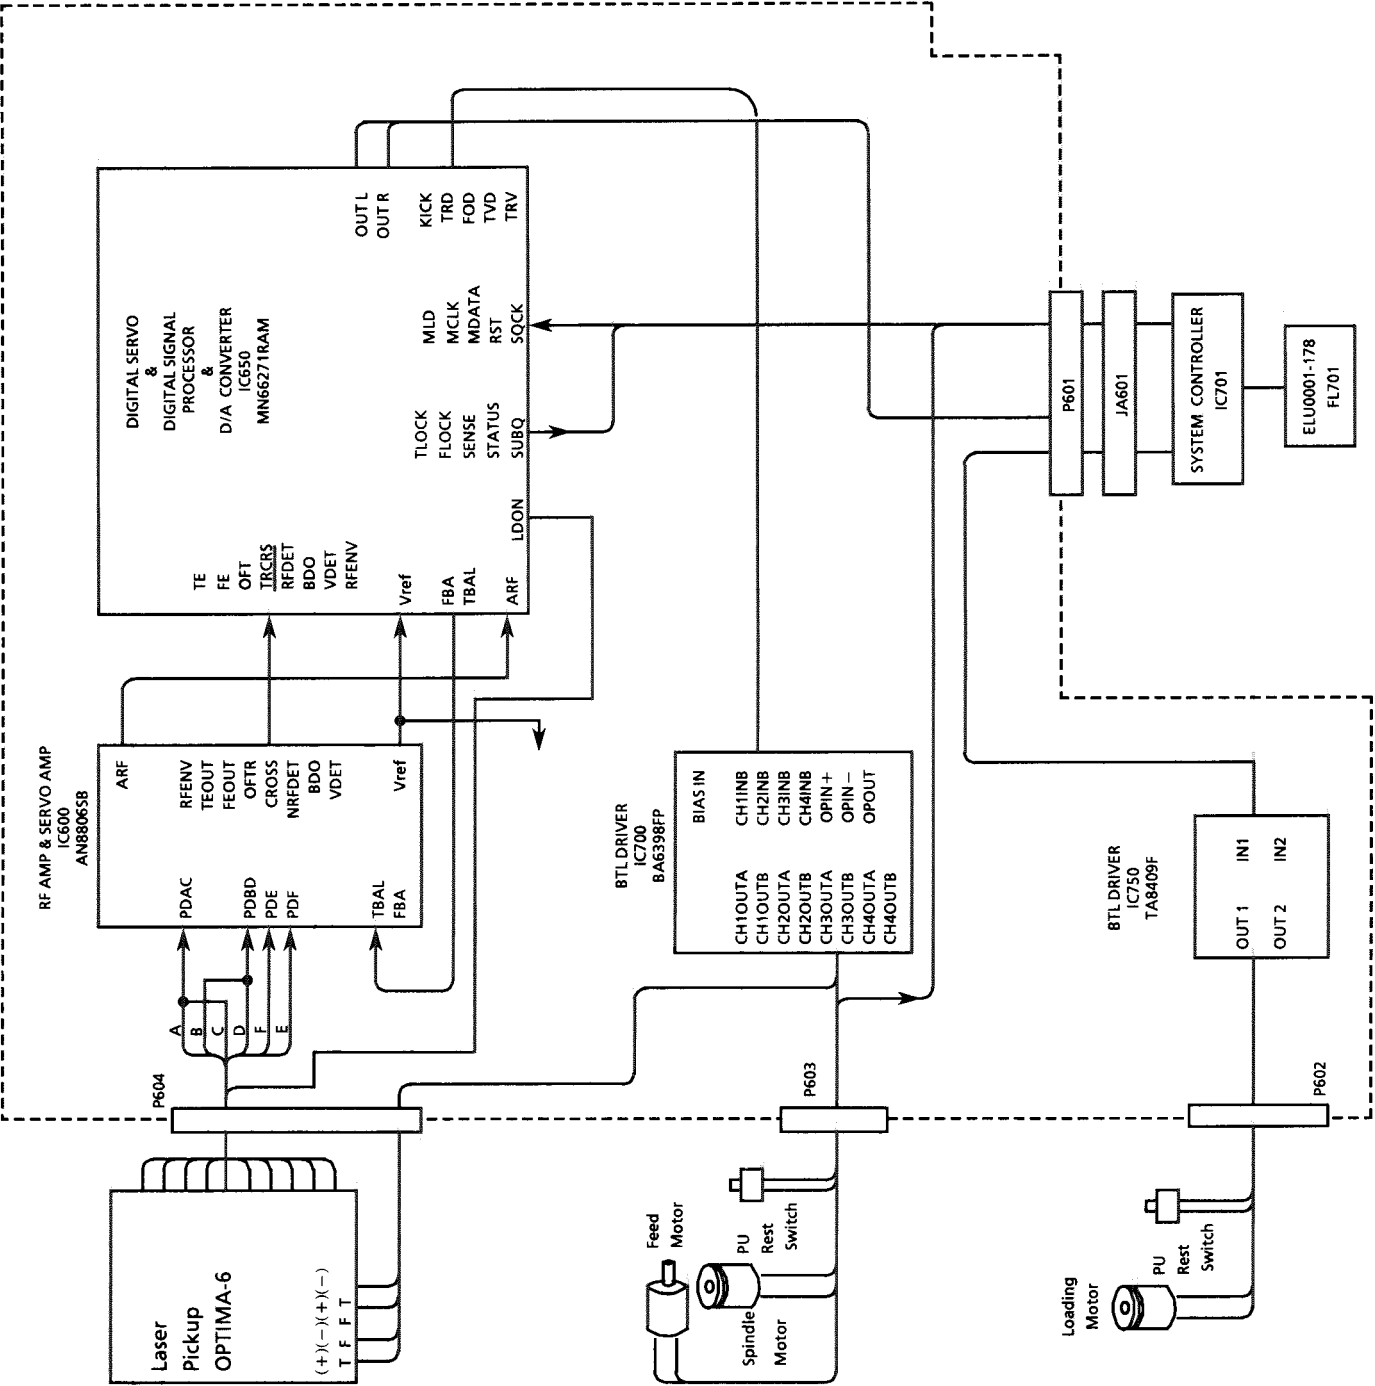 RF AMP & SERVO AMP
IC600
AN8806SB
ARF
RFENV
TEOUT
FEOUT
OFTR
CROSS
NRFDET
BDO
VDET
Vref
PDAC
PDBD
PDE
PDF
TBAL
FBA
DIGITAL SERVO
&
DIGITAL SIGNAL
PROCESSOR
&
D/A CONVERTER
IC650
MN66271RAM
TE
FE
OFT
TRCRS
RFDET
BDO
VDET
RFENV
Vref
FBA
TBAL
ARF
LDON
TLOCK
FLOCK
SENSE
STATUS
SUBQ
MLD
MCLK
MDATA
RST
SQCK
OUT L
OUT R
KICK
TRD
FOD
TVD
TRV
A
B
C
D
F
E
P604
Laser
Pickup
OPTIMA-6
(+)(−)(+)(−)
T F F T
BTL DRIVER
IC700
BA6398FP
BIAS IN
CH1INB
CH2INB
CH3INB
CH4INB
OPIN+
OPIN−
OPOUT
CH1OUTA
CH1OUTB
CH2OUTA
CH2OUTB
CH3OUTA
CH3OUTB
CH4OUTA
CH4OUTB
P603
Feed
Motor
PU
Rest
Switch
Spindle
Motor
P601
JA601
SYSTEM CONTROLLER
IC701
ELU0001-178
FL701
BTL DRIVER
IC750
TA8409F
OUT 1
IN1
OUT 2
IN2
P602
PU
Rest
Switch
Loading
Motor